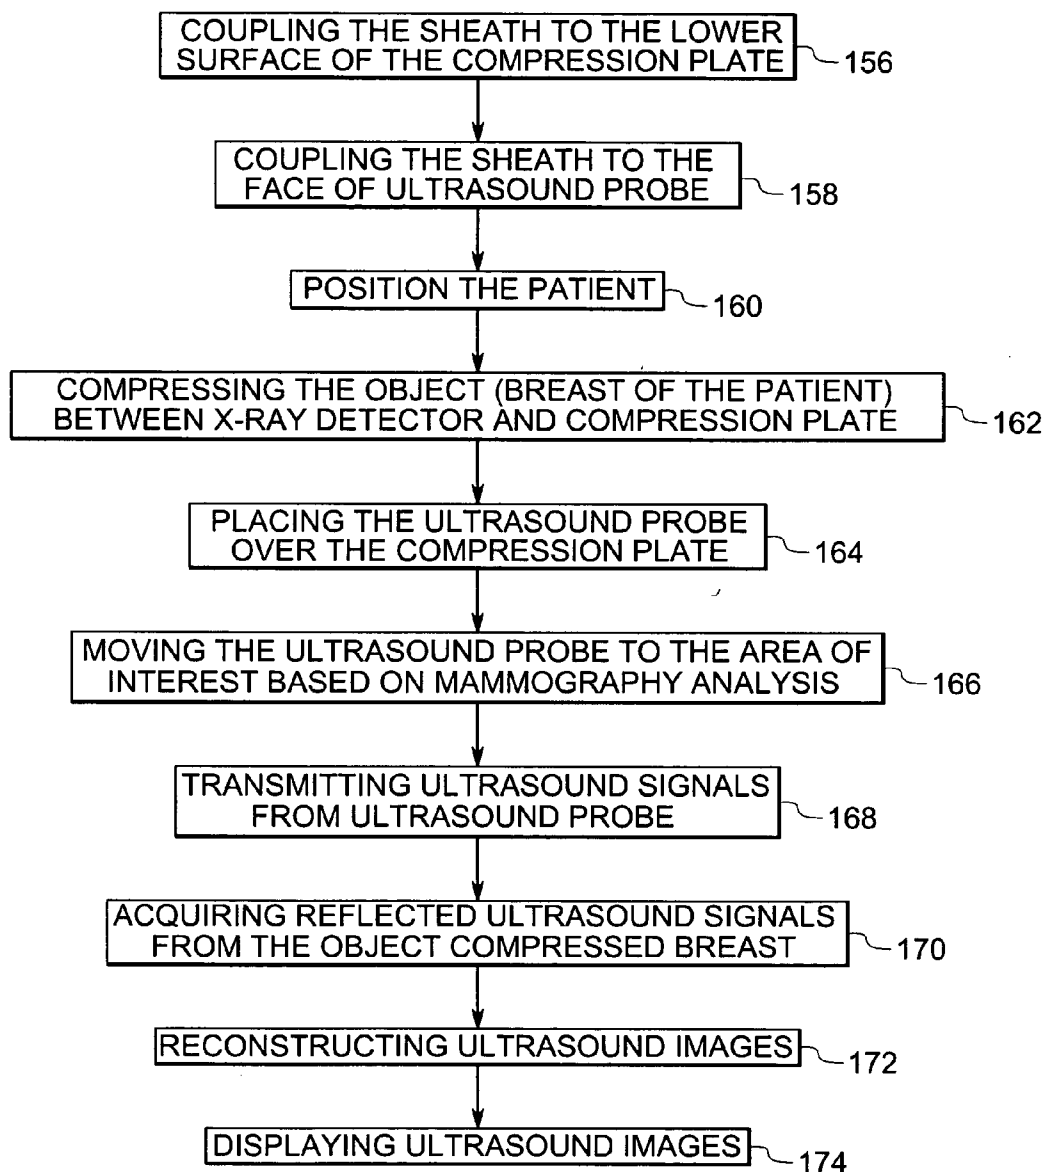 COUPLING THE SHEATH TO THE LOWER
SURFACE OF THE COMPRESSION PLATE
156
COUPLING THE SHEATH TO THE
FACE OF ULTRASOUND PROBE
158
POSITION THE PATIENT
160
COMPRESSING THE OBJECT (BREAST OF THE PATIENT)
BETWEEN X-RAY DETECTOR AND COMPRESSION PLATE
162
PLACING THE ULTRASOUND PROBE
OVER THE COMPRESSION PLATE
164
MOVING THE ULTRASOUND PROBE TO THE AREA OF
INTEREST BASED ON MAMMOGRAPHY ANALYSIS
166
TRANSMITTING ULTRASOUND SIGNALS
FROM ULTRASOUND PROBE
168
ACQUIRING REFLECTED ULTRASOUND SIGNALS
FROM THE OBJECT COMPRESSED BREAST
170
RECONSTRUCTING ULTRASOUND IMAGES
172
DISPLAYING ULTRASOUND IMAGES
174